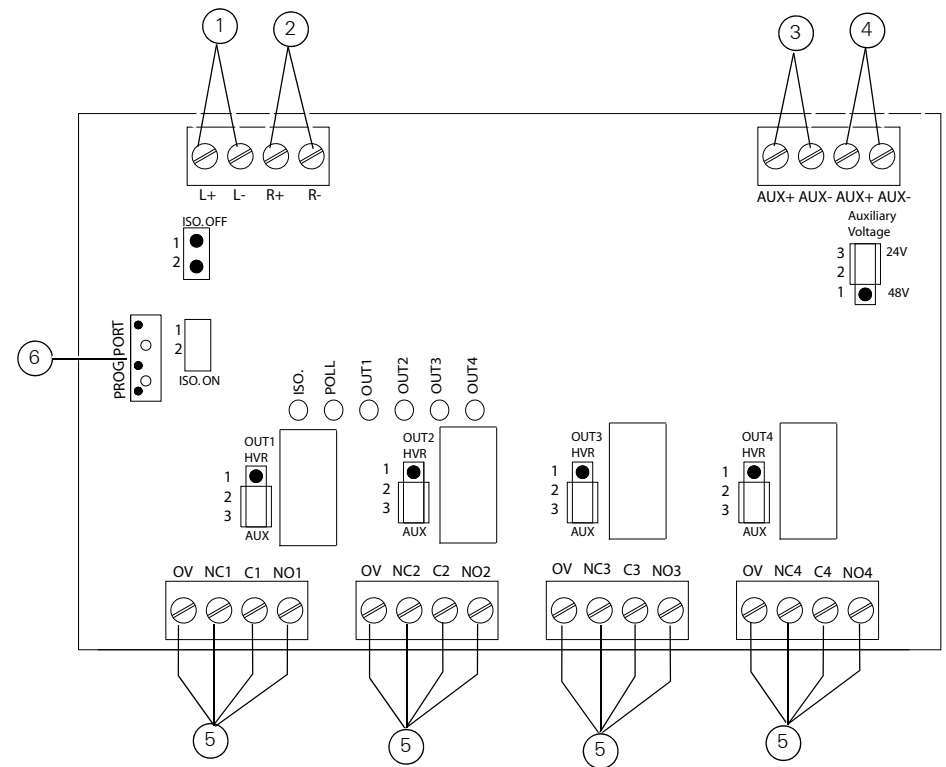 1 2 3 4
L+ L- R+ R-
AUX+ AUX- AUX+ AUX-
ISO. OFF
1
2
Auxiliary
Voltage
3 24V
2
1 48V
6
PROG PORT
1
2
ISO. ON
ISO. POLL OUT1 OUT2 OUT3 OUT4
OUT1
HVR
1
2
3
AUX
OUT2
HVR
1
2
3
AUX
OUT3
HVR
1
2
3
AUX
OUT4
HVR
1
2
3
AUX
OV NC1 C1 NO1
OV NC2 C2 NO2
OV NC3 C3 NO3
OV NC4 C4 NO4
5 5 5 5